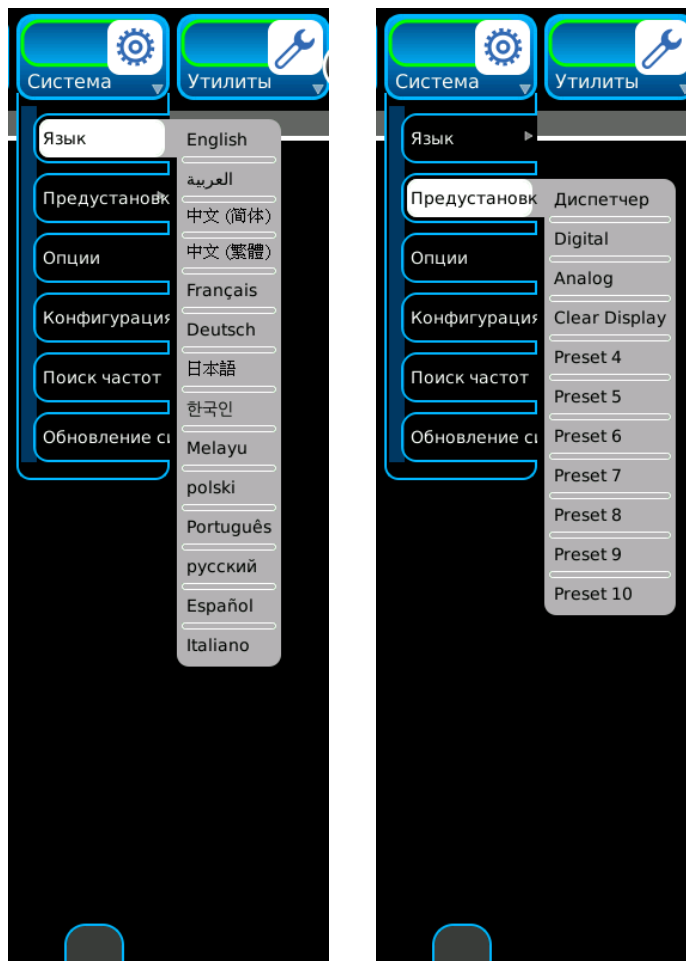 Система
Утилиты
Язык
Предустановк
Опции
Конфигурация
Поиск частот
Обновление си
English
العربية
中文 (简体)
中文 (繁體)
Français
Deutsch
日本語
한국인
Melayu
polski
Português
русский
Español
Italiano
Система
Утилиты
Язык
Предустановк
Опции
Конфигурация
Поиск частот
Обновление си
Диспетчер
Digital
Analog
Clear Display
Preset 4
Preset 5
Preset 6
Preset 7
Preset 8
Preset 9
Preset 10